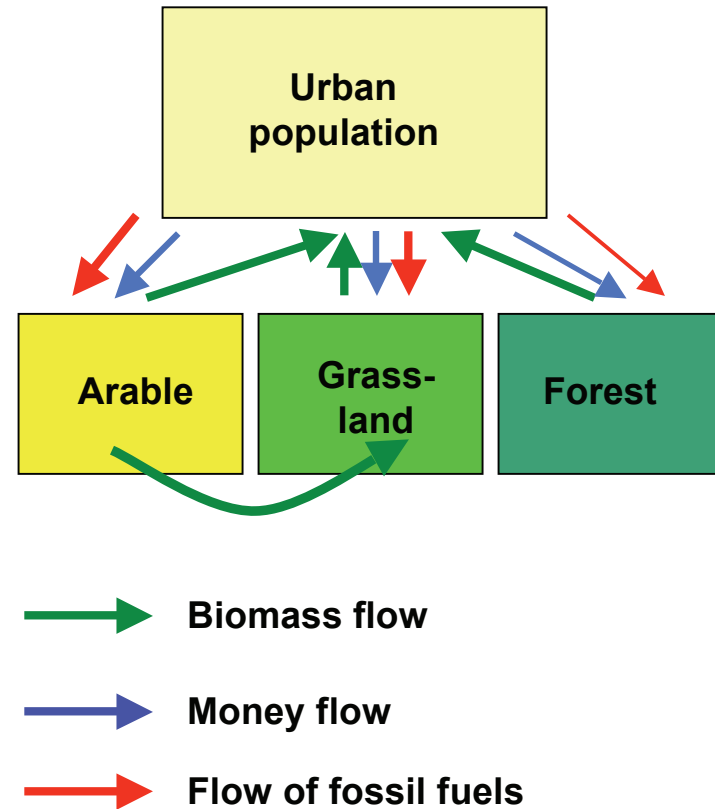 Urban
population
Arable
Grass-
land
Forest
Biomass flow
Money flow
Flow of fossil fuels